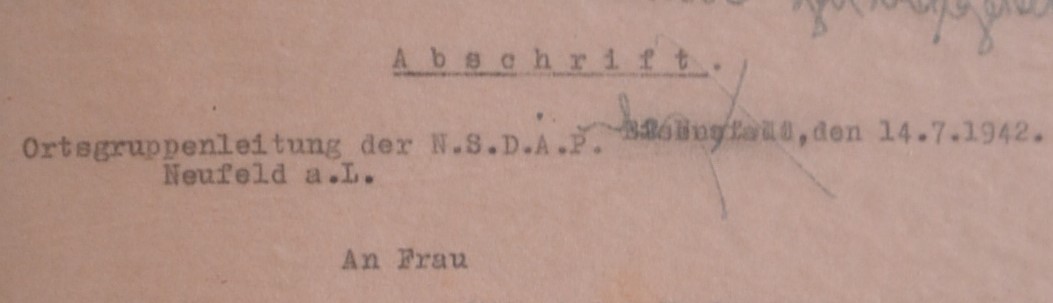 Abschrift.
Ortsgruppenleitung der N.S.D.A.P. ,den 14.7.1942.
Neufeld a.L.
An Frau